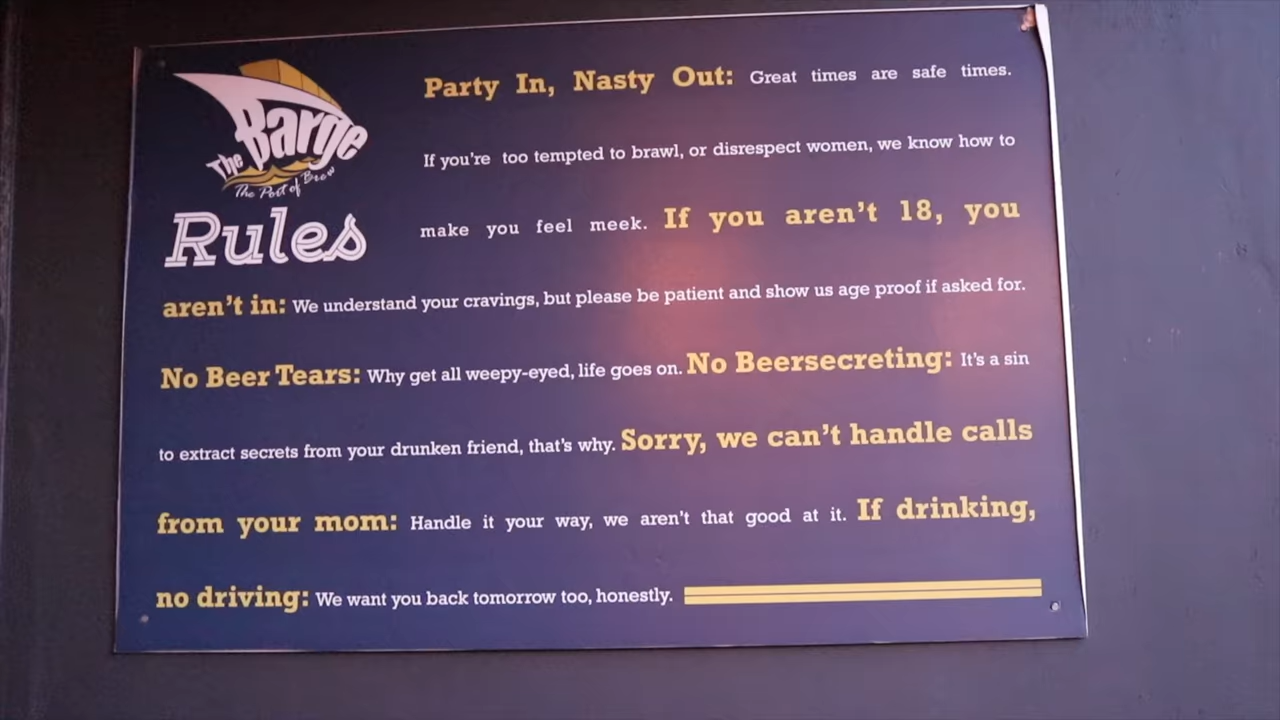 The Barge
The Port of Brew
Rules
Party In, Nasty Out: Great times are safe times.
If you're too tempted to brawl, or disrespect women, we know how to
make you feel meek. If you aren't 18, you
aren't in: We understand your cravings, but please be patient and show us age proof if asked for.
No Beer Tears: Why get all weepy-eyed, life goes on. No Beersecreting: It's a sin
to extract secrets from your drunken friend, that's why. Sorry, we can't handle calls
from your mom: Handle it your way, we aren't that good at it. If drinking,
no driving: We want you back tomorrow too, honestly.